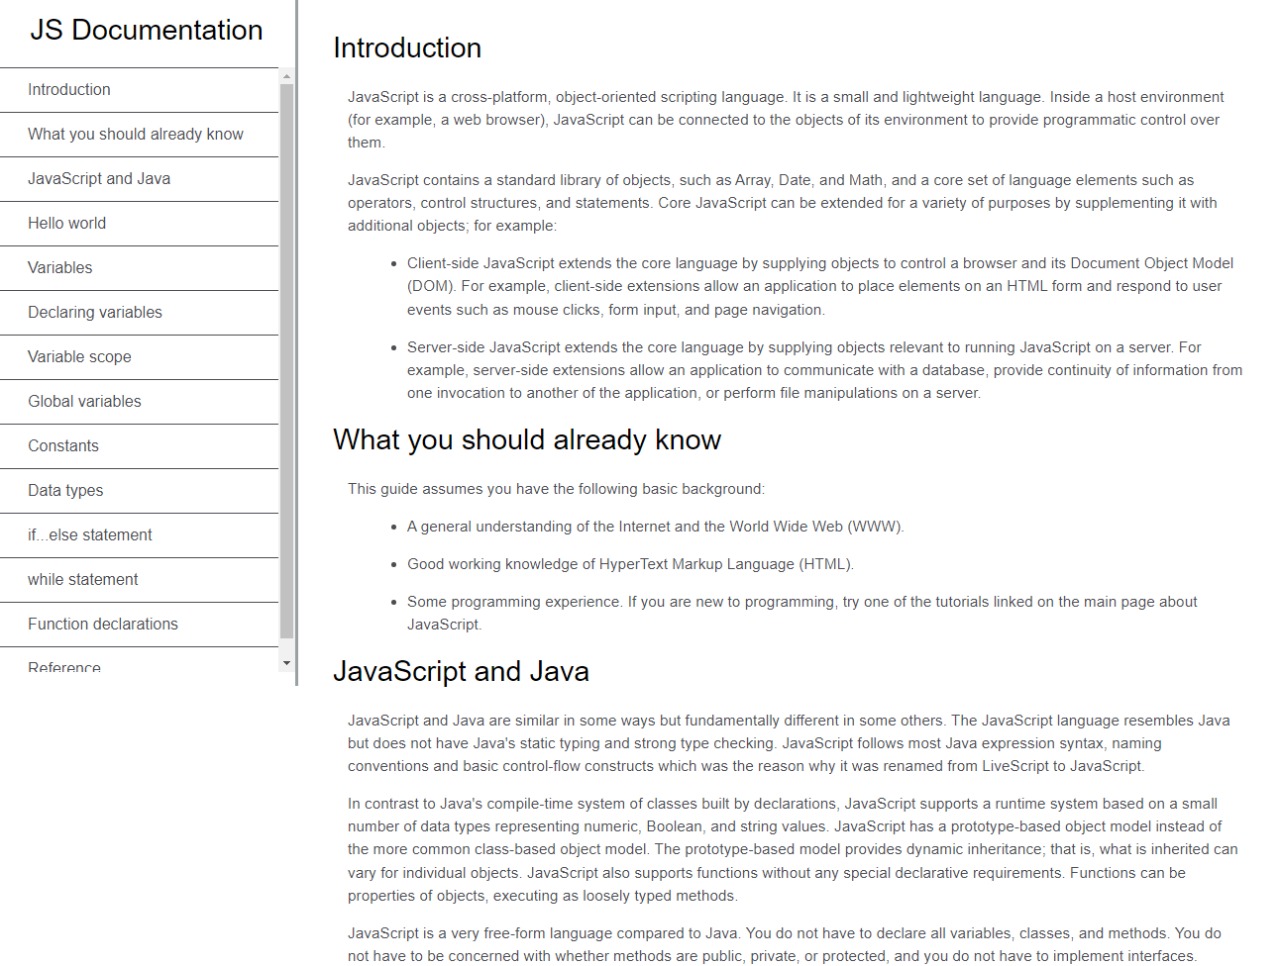 JS Documentation
Introduction
What you should already know
JavaScript and Java
Hello world
Variables
Declaring variables
Variable scope
Global variables
Constants
Data types
if...else statement
while statement
Function declarations
Reference
Introduction
JavaScript is a cross-platform, object-oriented scripting language. It is a small and lightweight language. Inside a host environment
(for example, a web browser), JavaScript can be connected to the objects of its environment to provide programmatic control over
them.
JavaScript contains a standard library of objects, such as Array, Date, and Math, and a core set of language elements such as
operators, control structures, and statements. Core JavaScript can be extended for a variety of purposes by supplementing it with
additional objects; for example:
• Client-side JavaScript extends the core language by supplying objects to control a browser and its Document Object Model
(DOM). For example, client-side extensions allow an application to place elements on an HTML form and respond to user
events such as mouse clicks, form input, and page navigation.
• Server-side JavaScript extends the core language by supplying objects relevant to running JavaScript on a server. For
example, server-side extensions allow an application to communicate with a database, provide continuity of information from
one invocation to another of the application, or perform file manipulations on a server.
What you should already know
This guide assumes you have the following basic background:
• A general understanding of the Internet and the World Wide Web (WWW).
• Good working knowledge of HyperText Markup Language (HTML).
• Some programming experience. If you are new to programming, try one of the tutorials linked on the main page about
JavaScript.
JavaScript and Java
JavaScript and Java are similar in some ways but fundamentally different in some others. The JavaScript language resembles Java
but does not have Java's static typing and strong type checking. JavaScript follows most Java expression syntax, naming
conventions and basic control-flow constructs which was the reason why it was renamed from LiveScript to JavaScript.
In contrast to Java's compile-time system of classes built by declarations, JavaScript supports a runtime system based on a small
number of data types representing numeric, Boolean, and string values. JavaScript has a prototype-based object model instead of
the more common class-based object model. The prototype-based model provides dynamic inheritance; that is, what is inherited can
vary for individual objects. JavaScript also supports functions without any special declarative requirements. Functions can be
properties of objects, executing as loosely typed methods.
JavaScript is a very free-form language compared to Java. You do not have to declare all variables, classes, and methods. You do
not have to be concerned with whether methods are public, private, or protected, and you do not have to implement interfaces.